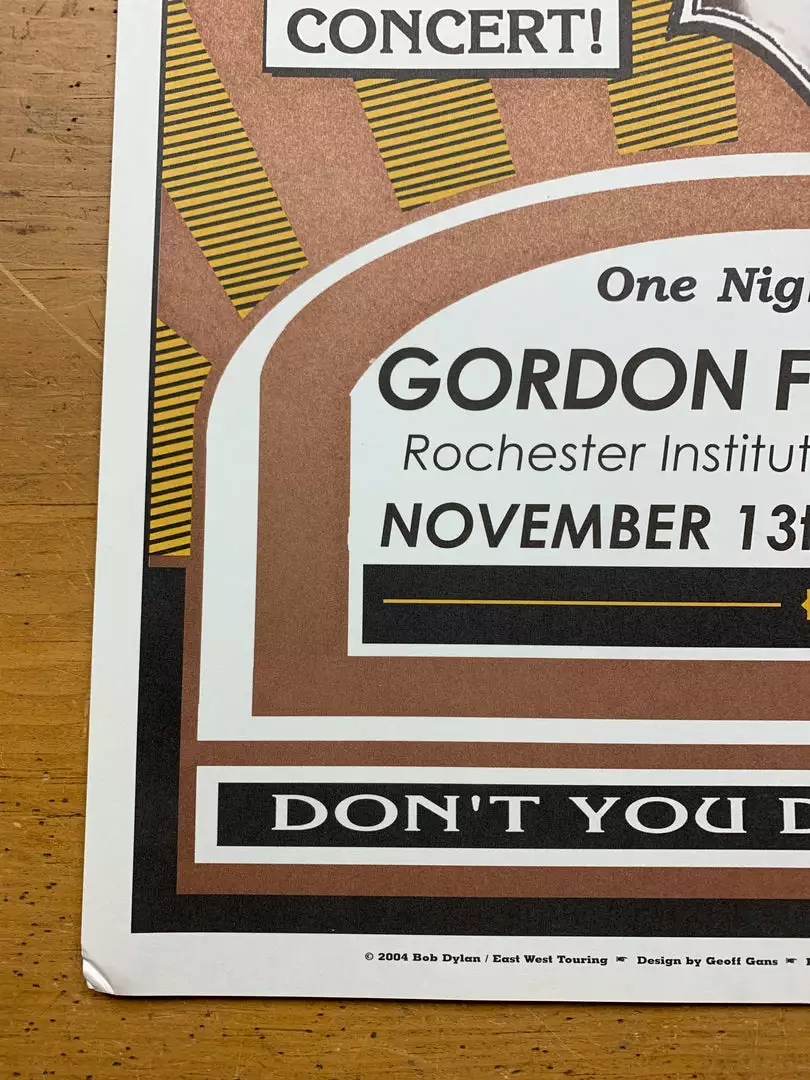 CONCERT!
One Nig
GORDON F
Rochester Institut
NOVEMBER 13t
DON'T YOU D
© 2004 Bob Dylan / East West Touring ☛ Design by Geoff Gans ☛